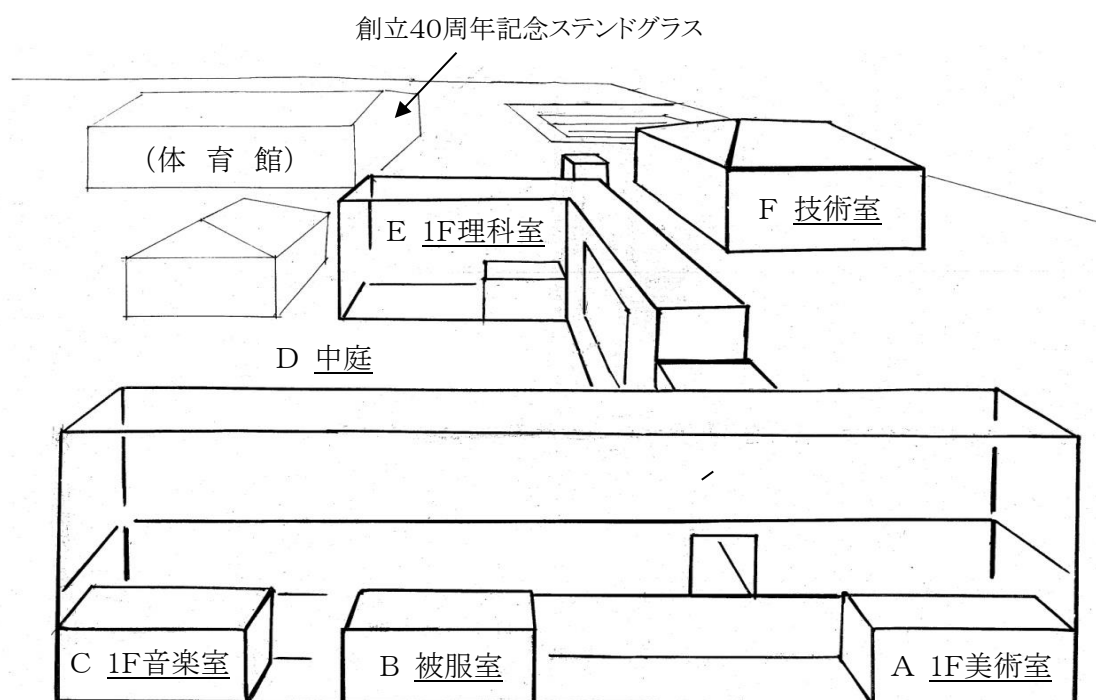 創立40周年記念ステンドグラス
(体 育 館)
F 技術室
E 1F理科室
D 中庭
C 1F音楽室
B 被服室
A 1F美術室